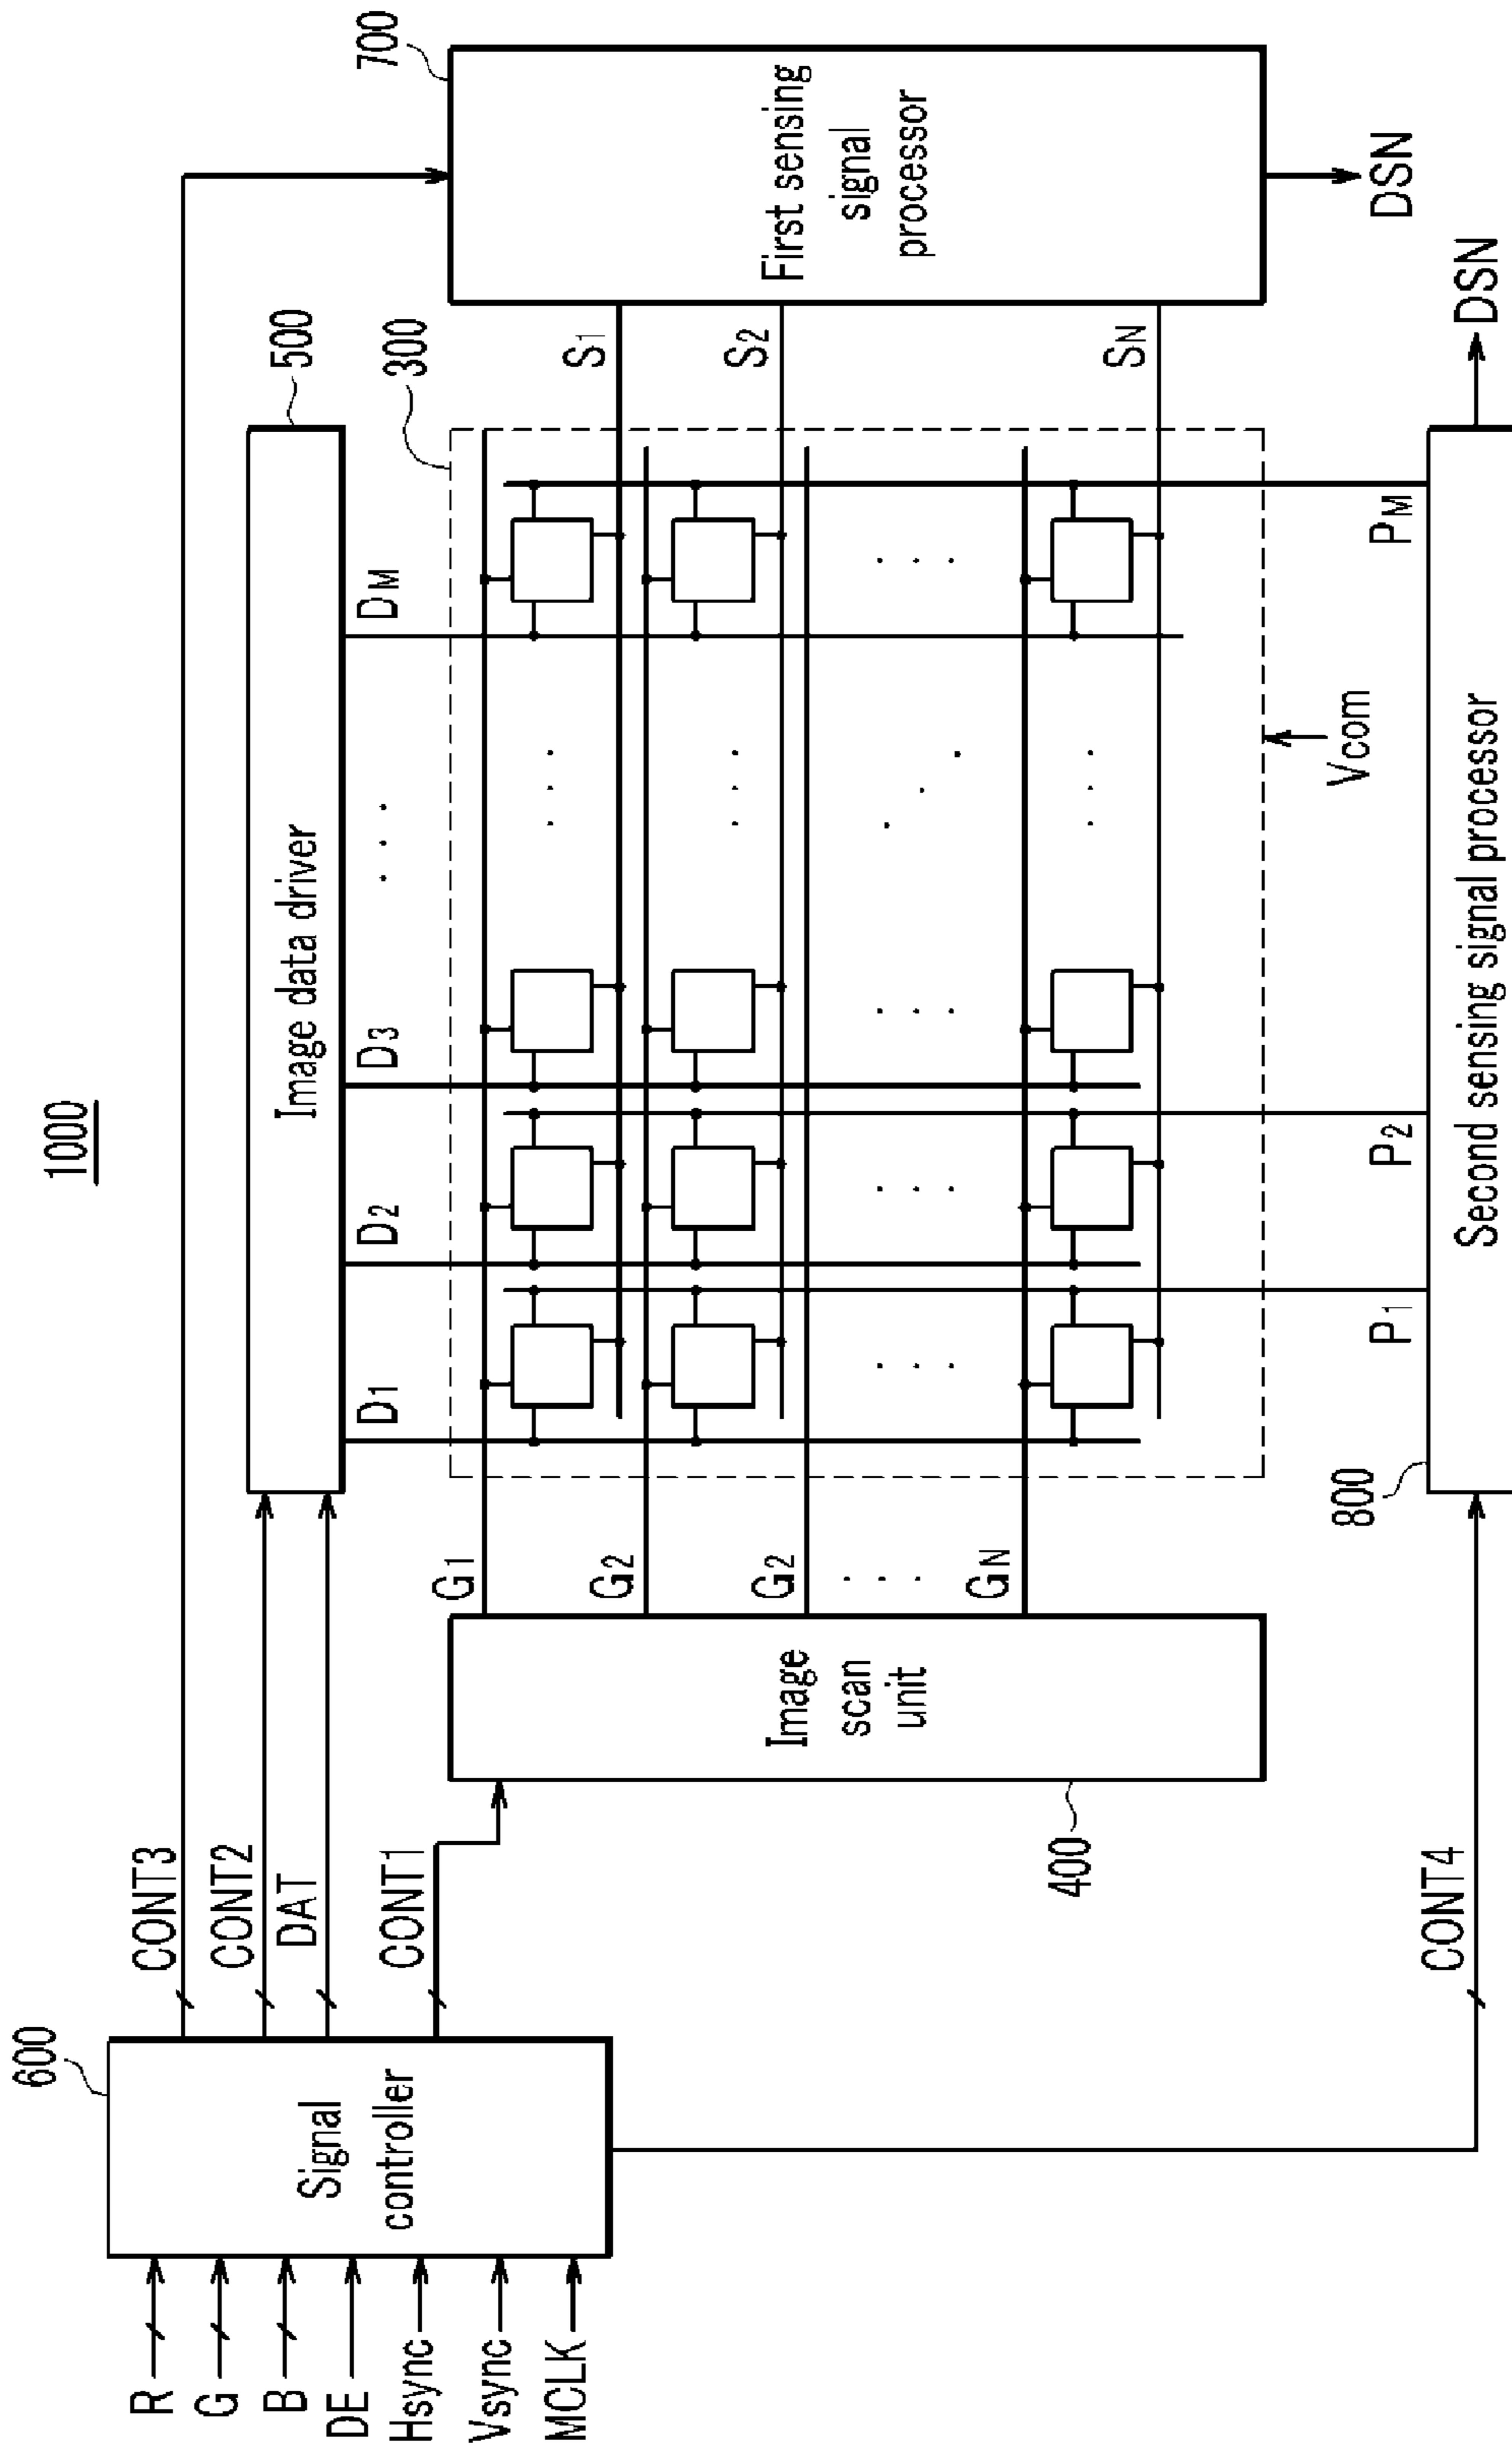 1000
600
CONT3
CONT2
DAT
CONT1
500
Image data driver
700
First sensing
signal
processor
300
R
G
B
DE
Hsync
Vsync
MCLK
Signal
controller
D1
D2
D3
. . .
DM
G1
G2
G2
. . .
GN
S1
S2
SN
Image
scan
unit
400
Vcom
DSN
CONT4
800
P1
P2
PM
Second sensing signal processor
DSN